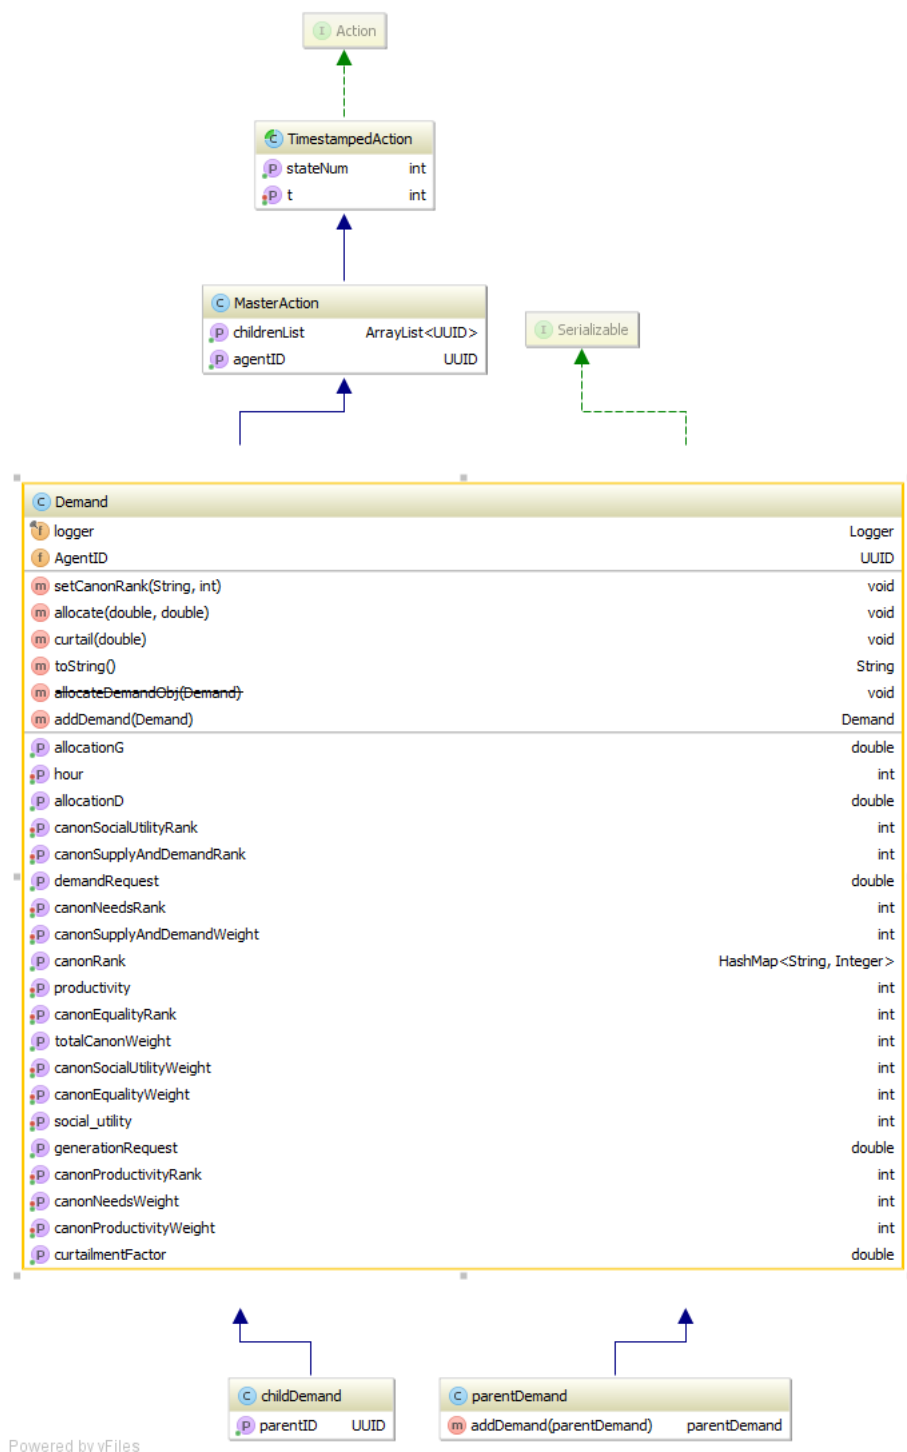 I Action
C TimestampedAction
P stateNum int
P t int
C MasterAction
P childrenList ArrayList<UUID>
P agentID UUID
I Serializable
C Demand
f logger Logger
f AgentID UUID
m setCanonRank(String, int) void
m allocate(double, double) void
m curtail(double) void
m toString() String
m allocateDemandObj(Demand) void
m addDemand(Demand) Demand
P allocationG double
P hour int
P allocationD double
P canonSocialUtilityRank int
P canonSupplyAndDemandRank int
P demandRequest double
P canonNeedsRank int
P canonSupplyAndDemandWeight int
P canonRank HashMap<String, Integer>
P productivity int
P canonEqualityRank int
P totalCanonWeight int
P canonSocialUtilityWeight int
P canonEqualityWeight int
P social_utility int
P generationRequest double
P canonProductivityRank int
P canonNeedsWeight int
P canonProductivityWeight int
P curtailmentFactor double
C childDemand
P parentID UUID
C parentDemand
m addDemand(parentDemand) parentDemand
Powered by yFiles